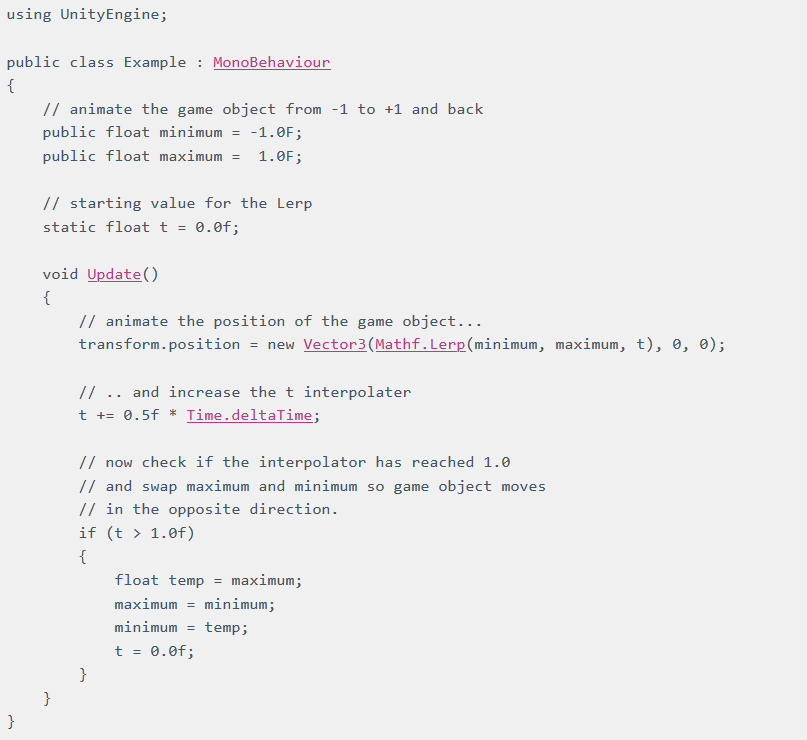 using UnityEngine;

public class Example : MonoBehaviour
{
    // animate the game object from -1 to +1 and back
    public float minimum = -1.0F;
    public float maximum =  1.0F;

    // starting value for the Lerp
    static float t = 0.0f;

    void Update()
    {
        // animate the position of the game object...
        transform.position = new Vector3(Mathf.Lerp(minimum, maximum, t), 0, 0);

        // .. and increase the t interpolater
        t += 0.5f * Time.deltaTime;

        // now check if the interpolator has reached 1.0
        // and swap maximum and minimum so game object moves
        // in the opposite direction.
        if (t > 1.0f)
        {
            float temp = maximum;
            maximum = minimum;
            minimum = temp;
            t = 0.0f;
        }
    }
}